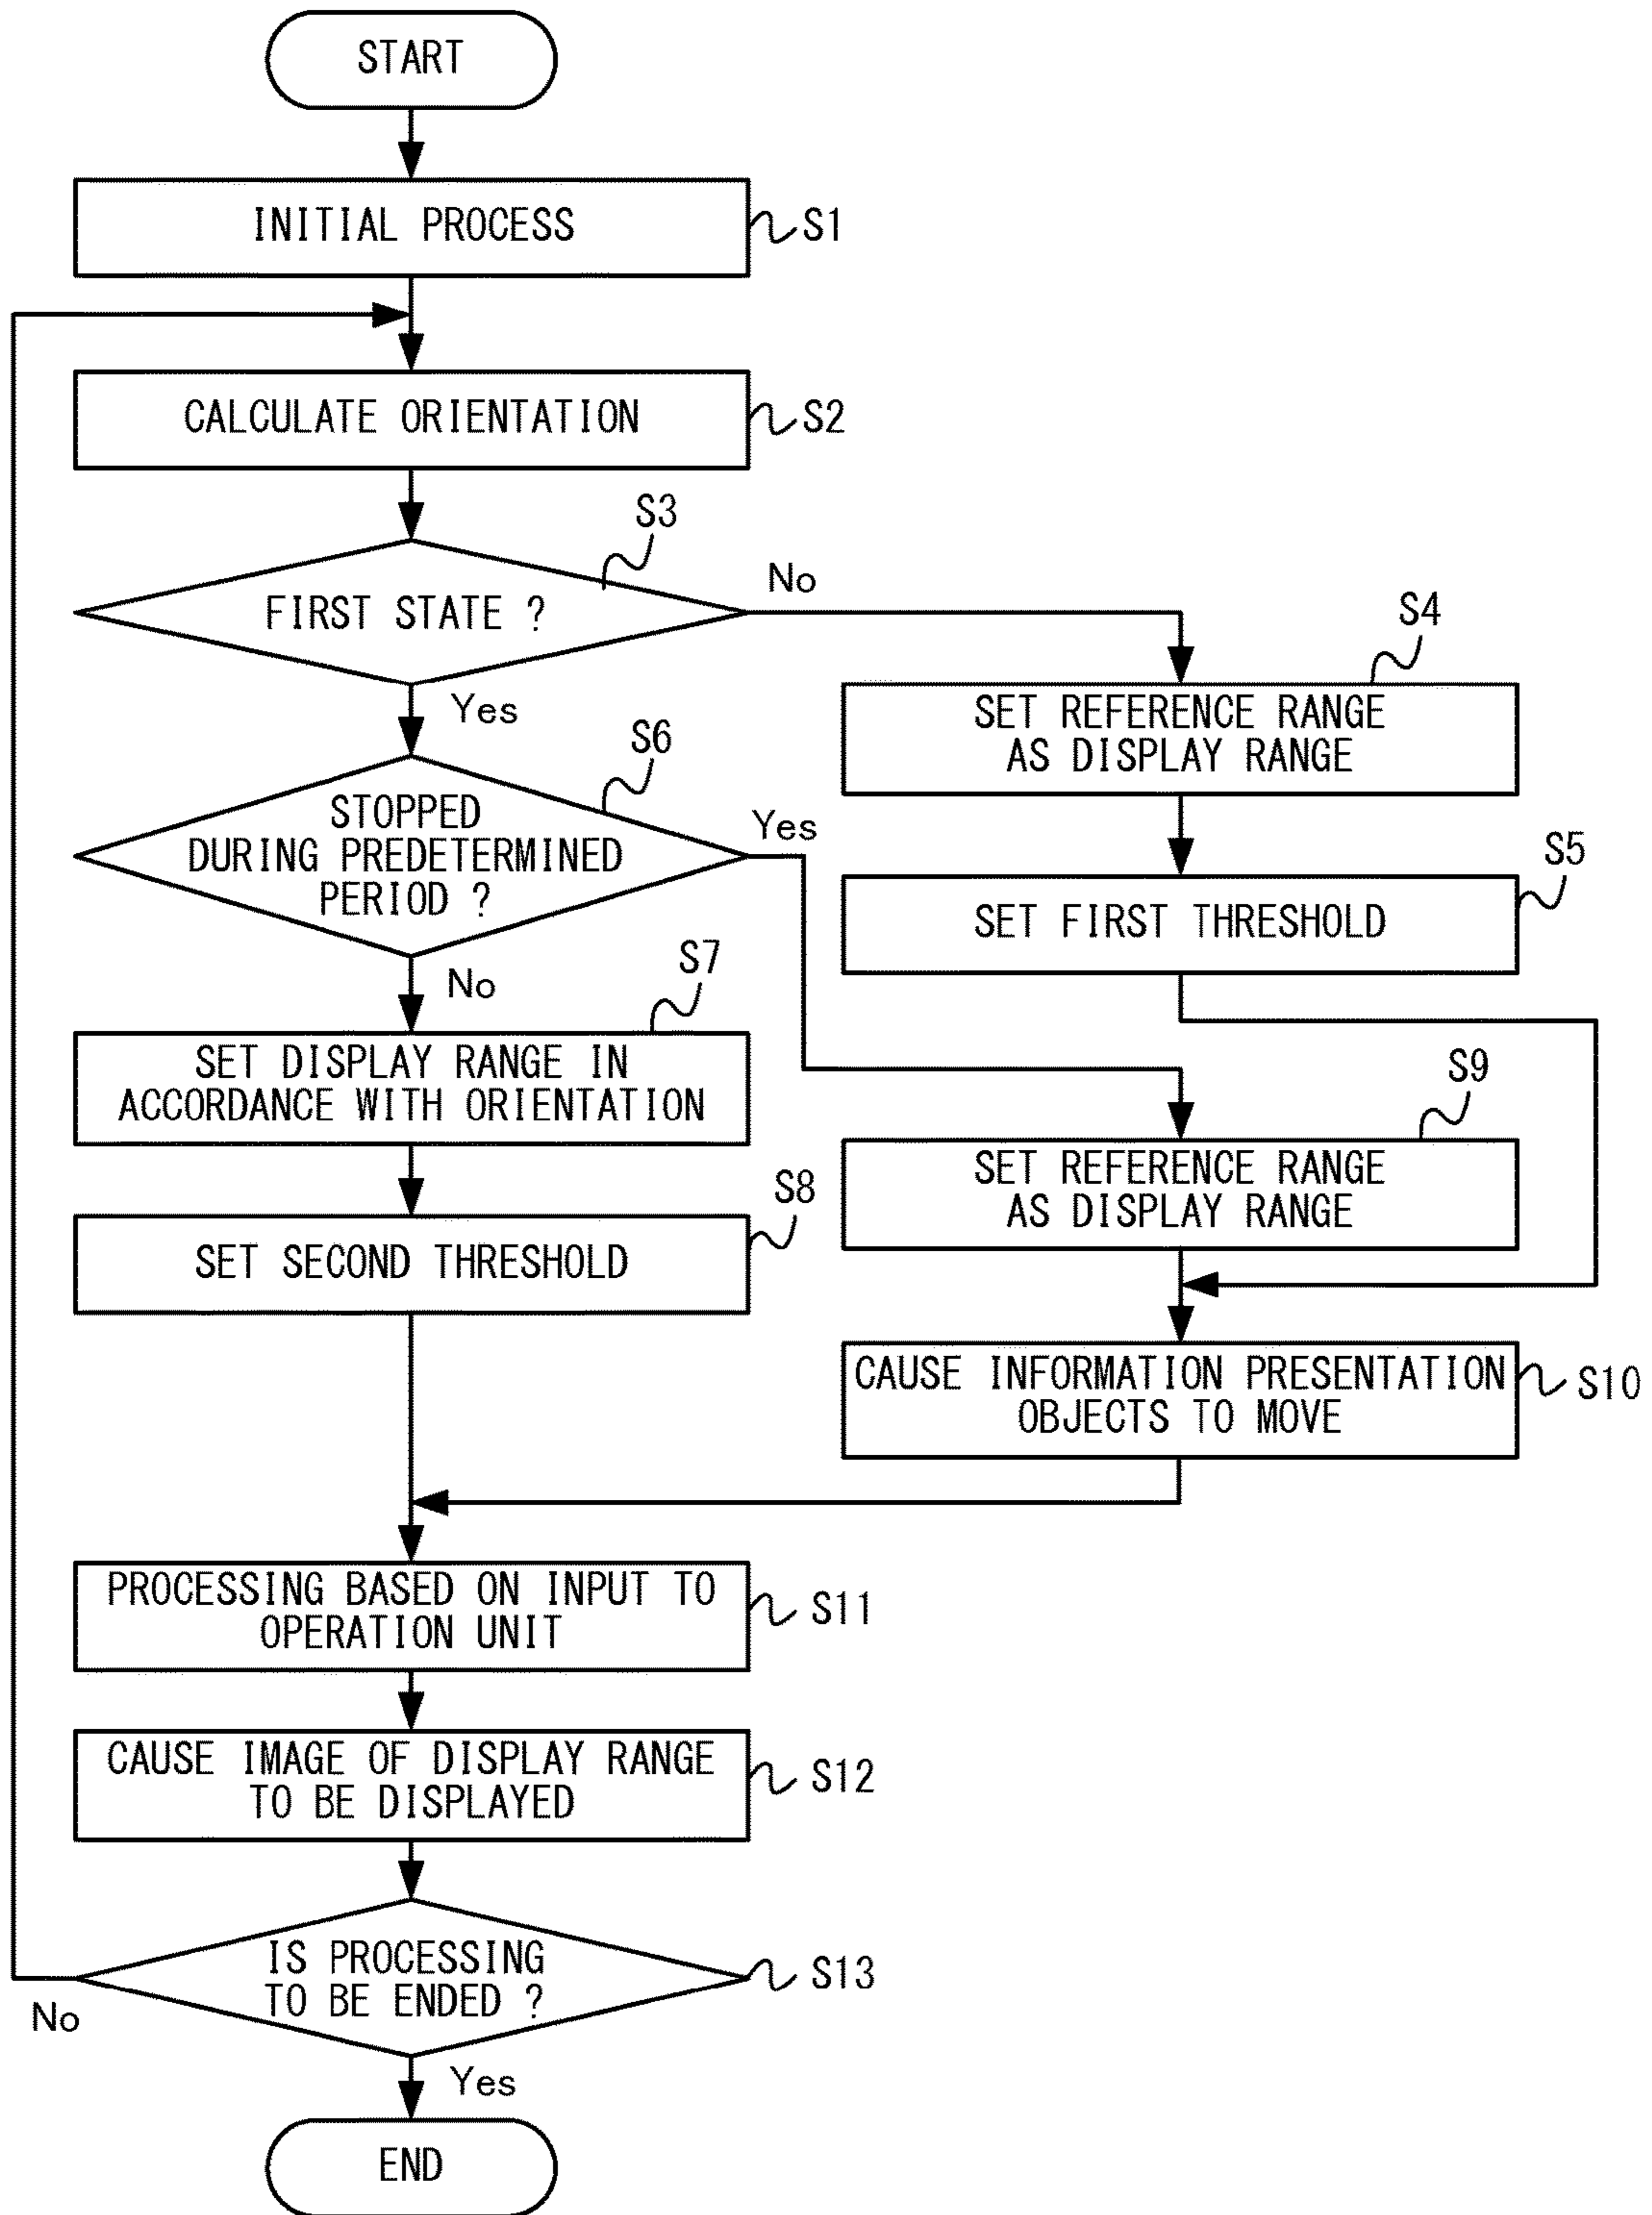 START
INITIAL PROCESS
S1
CALCULATE ORIENTATION
S2
S3
FIRST STATE ?
No
Yes
S4
SET REFERENCE RANGE
AS DISPLAY RANGE
S5
SET FIRST THRESHOLD
S6
STOPPED
DURING PREDETERMINED
PERIOD ?
Yes
No
S7
SET DISPLAY RANGE IN
ACCORDANCE WITH ORIENTATION
S8
SET SECOND THRESHOLD
S9
SET REFERENCE RANGE
AS DISPLAY RANGE
CAUSE INFORMATION PRESENTATION
OBJECTS TO MOVE
S10
PROCESSING BASED ON INPUT TO
OPERATION UNIT
S11
CAUSE IMAGE OF DISPLAY RANGE
TO BE DISPLAYED
S12
IS PROCESSING
TO BE ENDED ?
S13
No
Yes
END